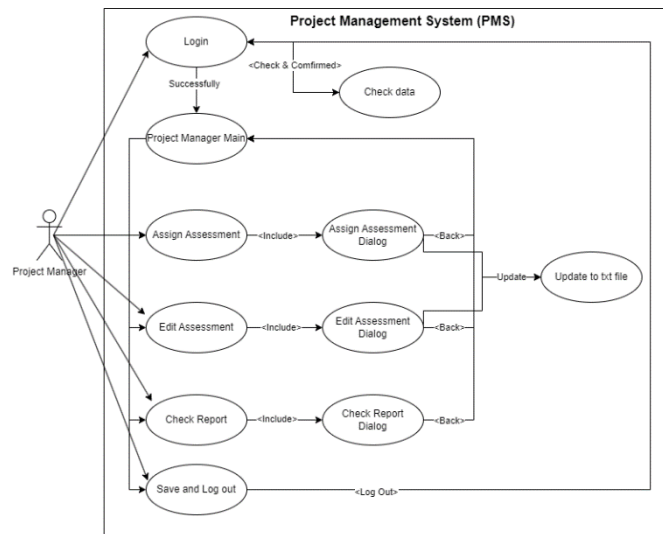 Project Management System (PMS)
Login
<Check & Comfirmed>
Successfully
Check data
Project Manager Main
Assign Assessment
<Include>
Assign Assessment
Dialog
<Back>
Project Manager
Update
Update to txt file
Edit Assessment
<Include>
Edit Assessment
Dialog
<Back>
Check Report
<Include>
Check Report
Dialog
<Back>
Save and Log out
<Log Out>